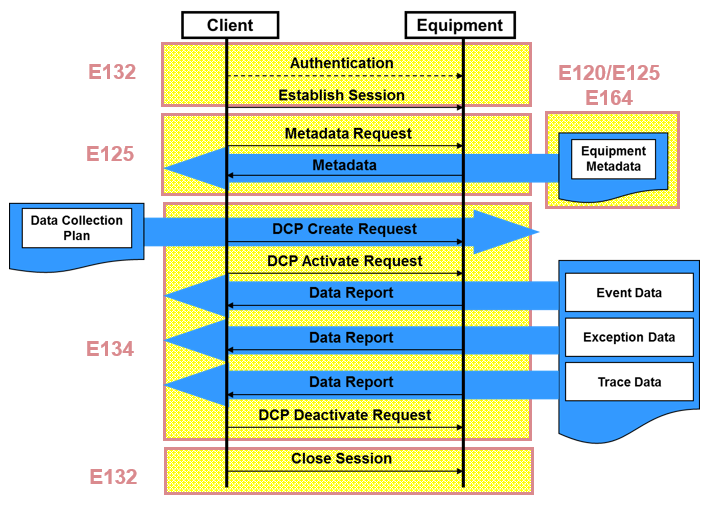 Client
Equipment
Authentication
E132
E120/E125
E164
Establish Session
Metadata Request
E125
Metadata
Equipment
Metadata
Data Collection
Plan
DCP Create Request
DCP Activate Request
Data Report
Event Data
Data Report
Exception Data
E134
Data Report
Trace Data
DCP Deactivate Request
Close Session
E132